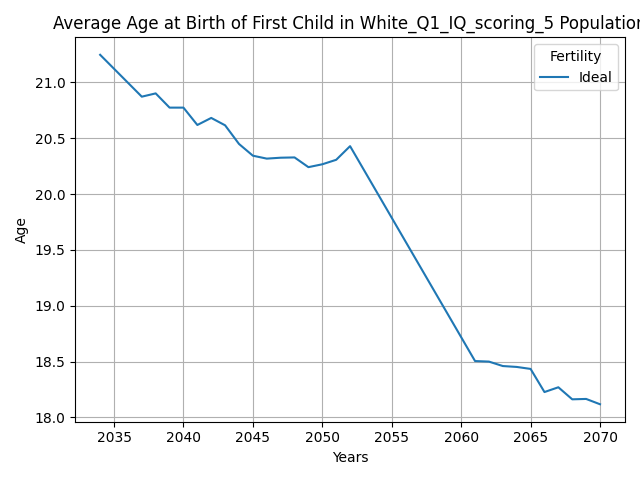 Average Age at Birth of First Child in White_Q1_IQ_scoring_5 Population
Fertility
Ideal
21.0
20.5
20.0
19.5
19.0
18.5
18.0
Age
2035 2040 2045 2050 2055 2060 2065 2070
Years